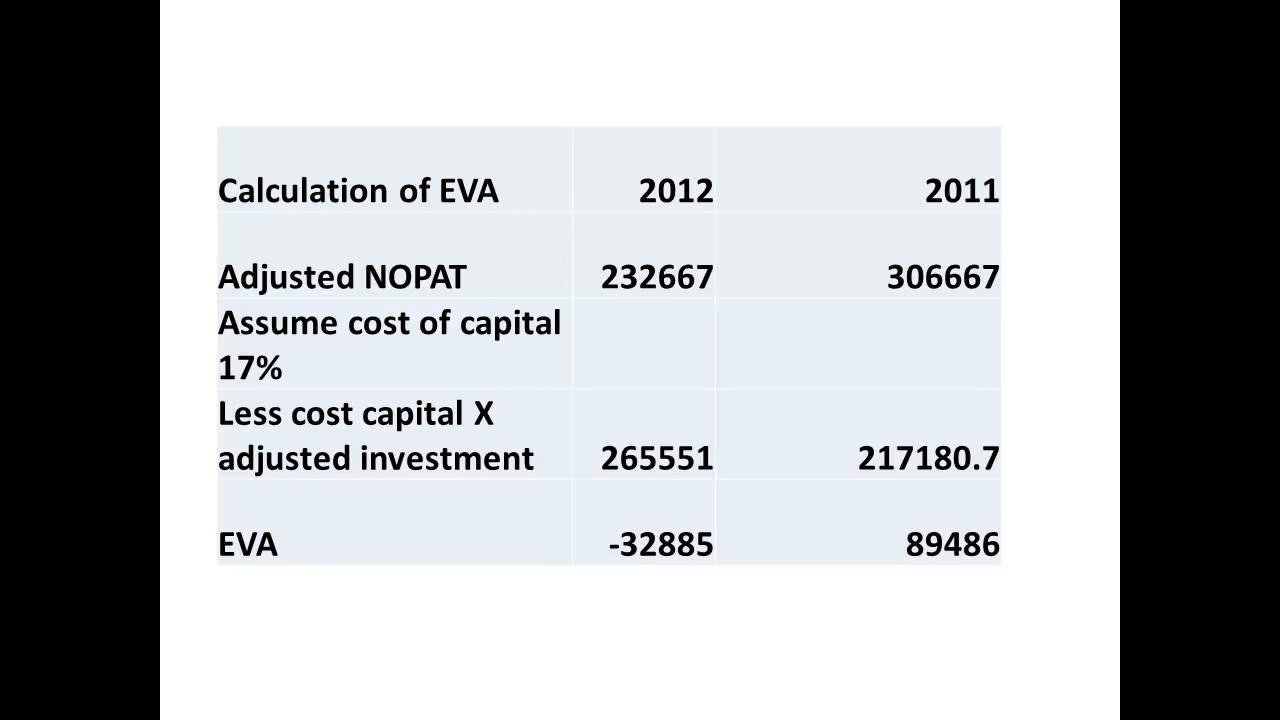 Calculation of EVA 2012 2011
Adjusted NOPAT 232667 306667
Assume cost of capital
17%
Less cost capital X
adjusted investment 265551 217180.7
EVA -32885 89486